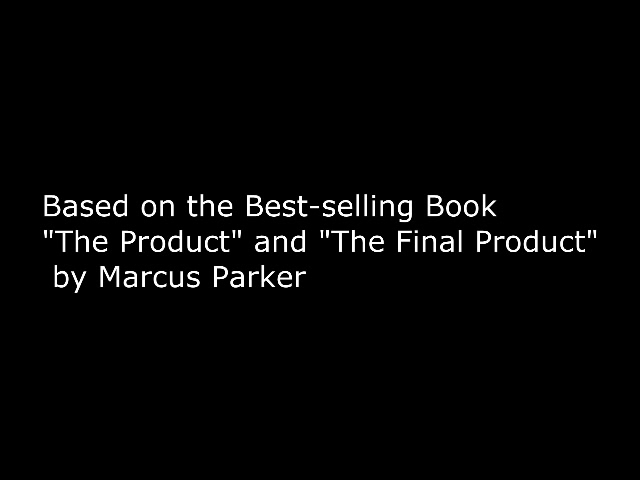 Based on the Best-selling Book
"The Product" and "The Final Product"
by Marcus Parker